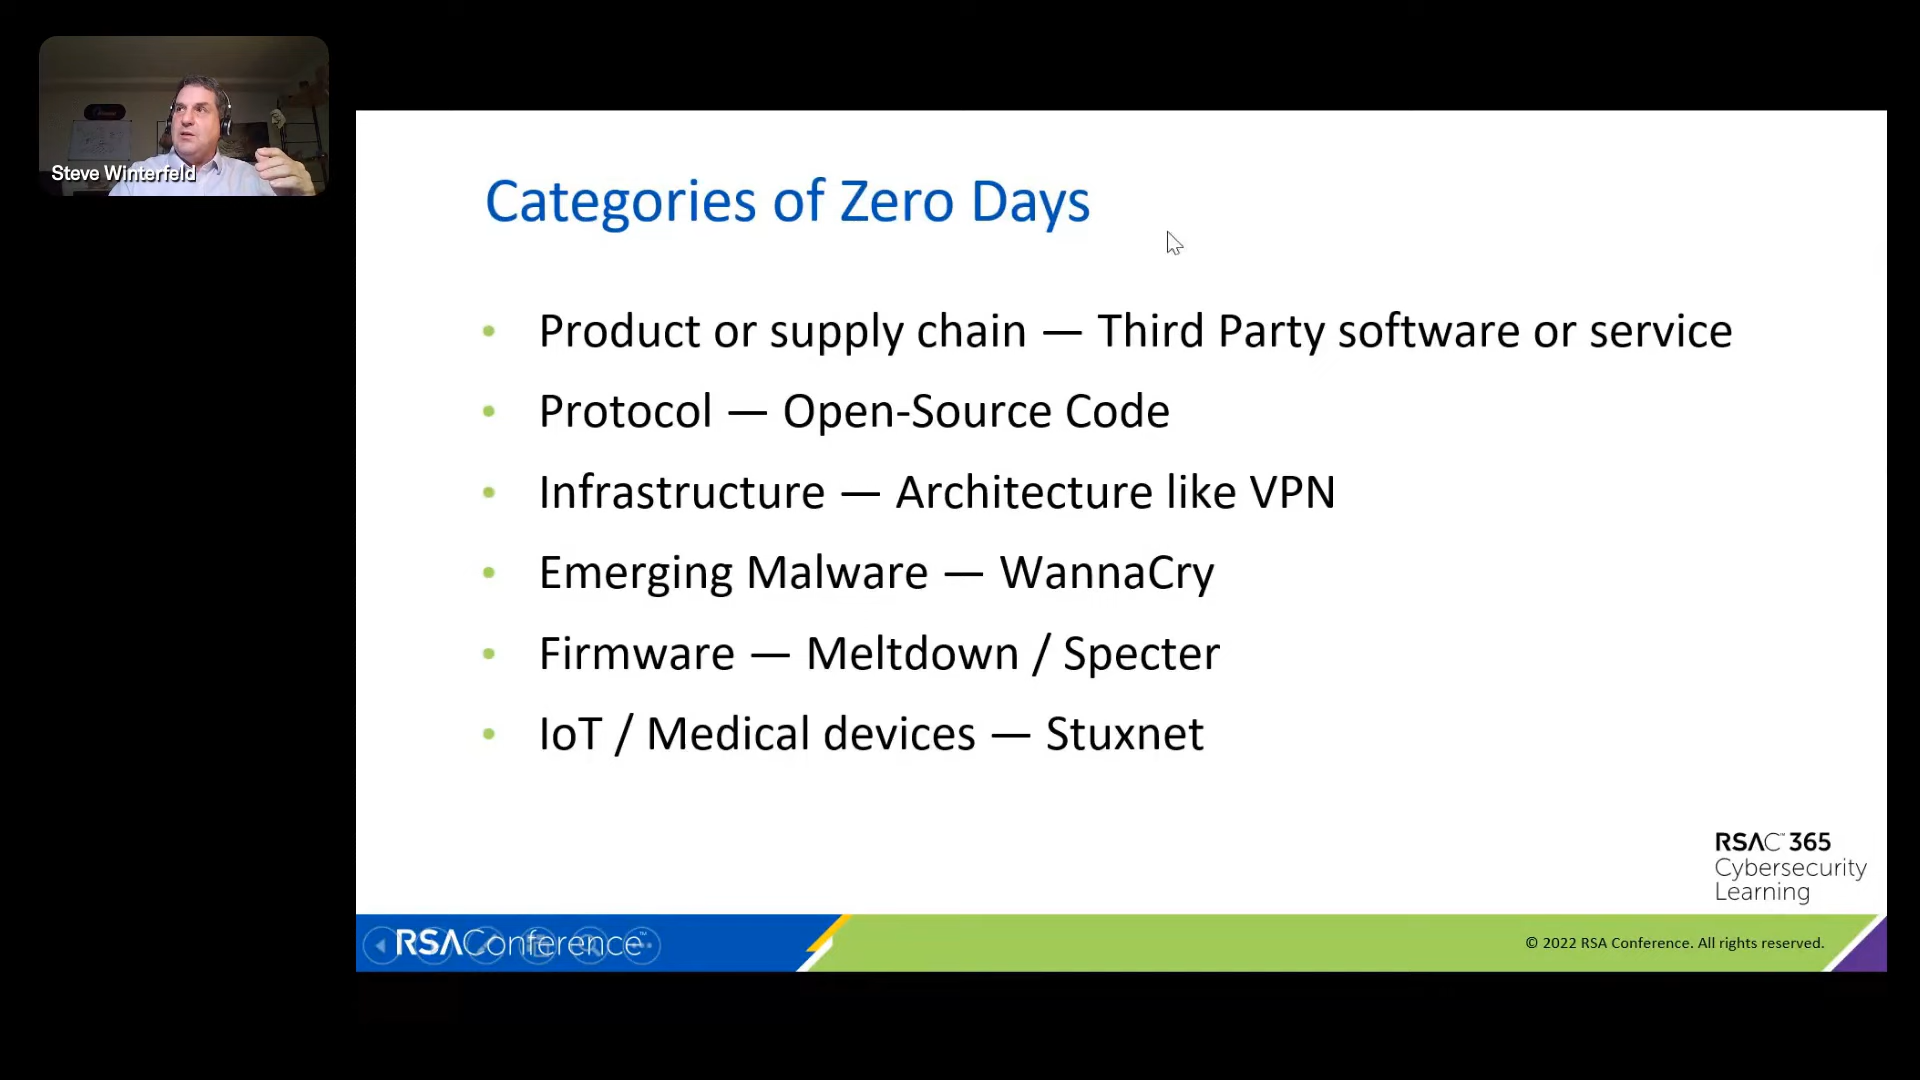 Steve Winterfeld
Categories of Zero Days
• Product or supply chain — Third Party software or service
• Protocol — Open-Source Code
• Infrastructure — Architecture like VPN
• Emerging Malware — WannaCry
• Firmware — Meltdown / Specter
• IoT / Medical devices — Stuxnet
RSAC™ 365
Cybersecurity
Learning
RSAConference™
© 2022 RSA Conference. All rights reserved.